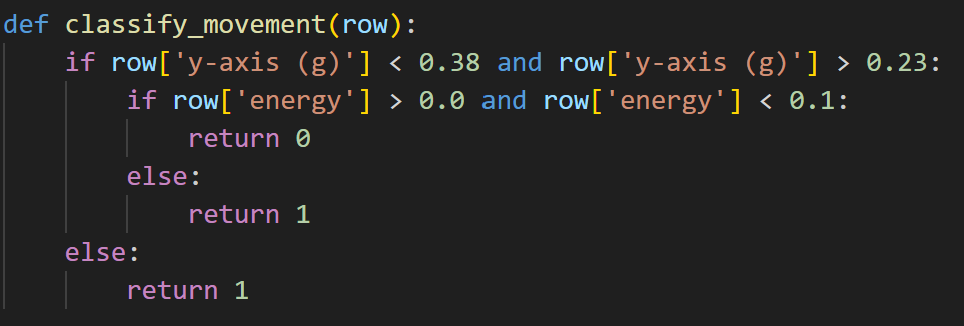 def classify_movement(row):
    if row['y-axis (g)'] < 0.38 and row['y-axis (g)'] > 0.23:
        if row['energy'] > 0.0 and row['energy'] < 0.1:
            return 0
        else:
            return 1
    else:
        return 1